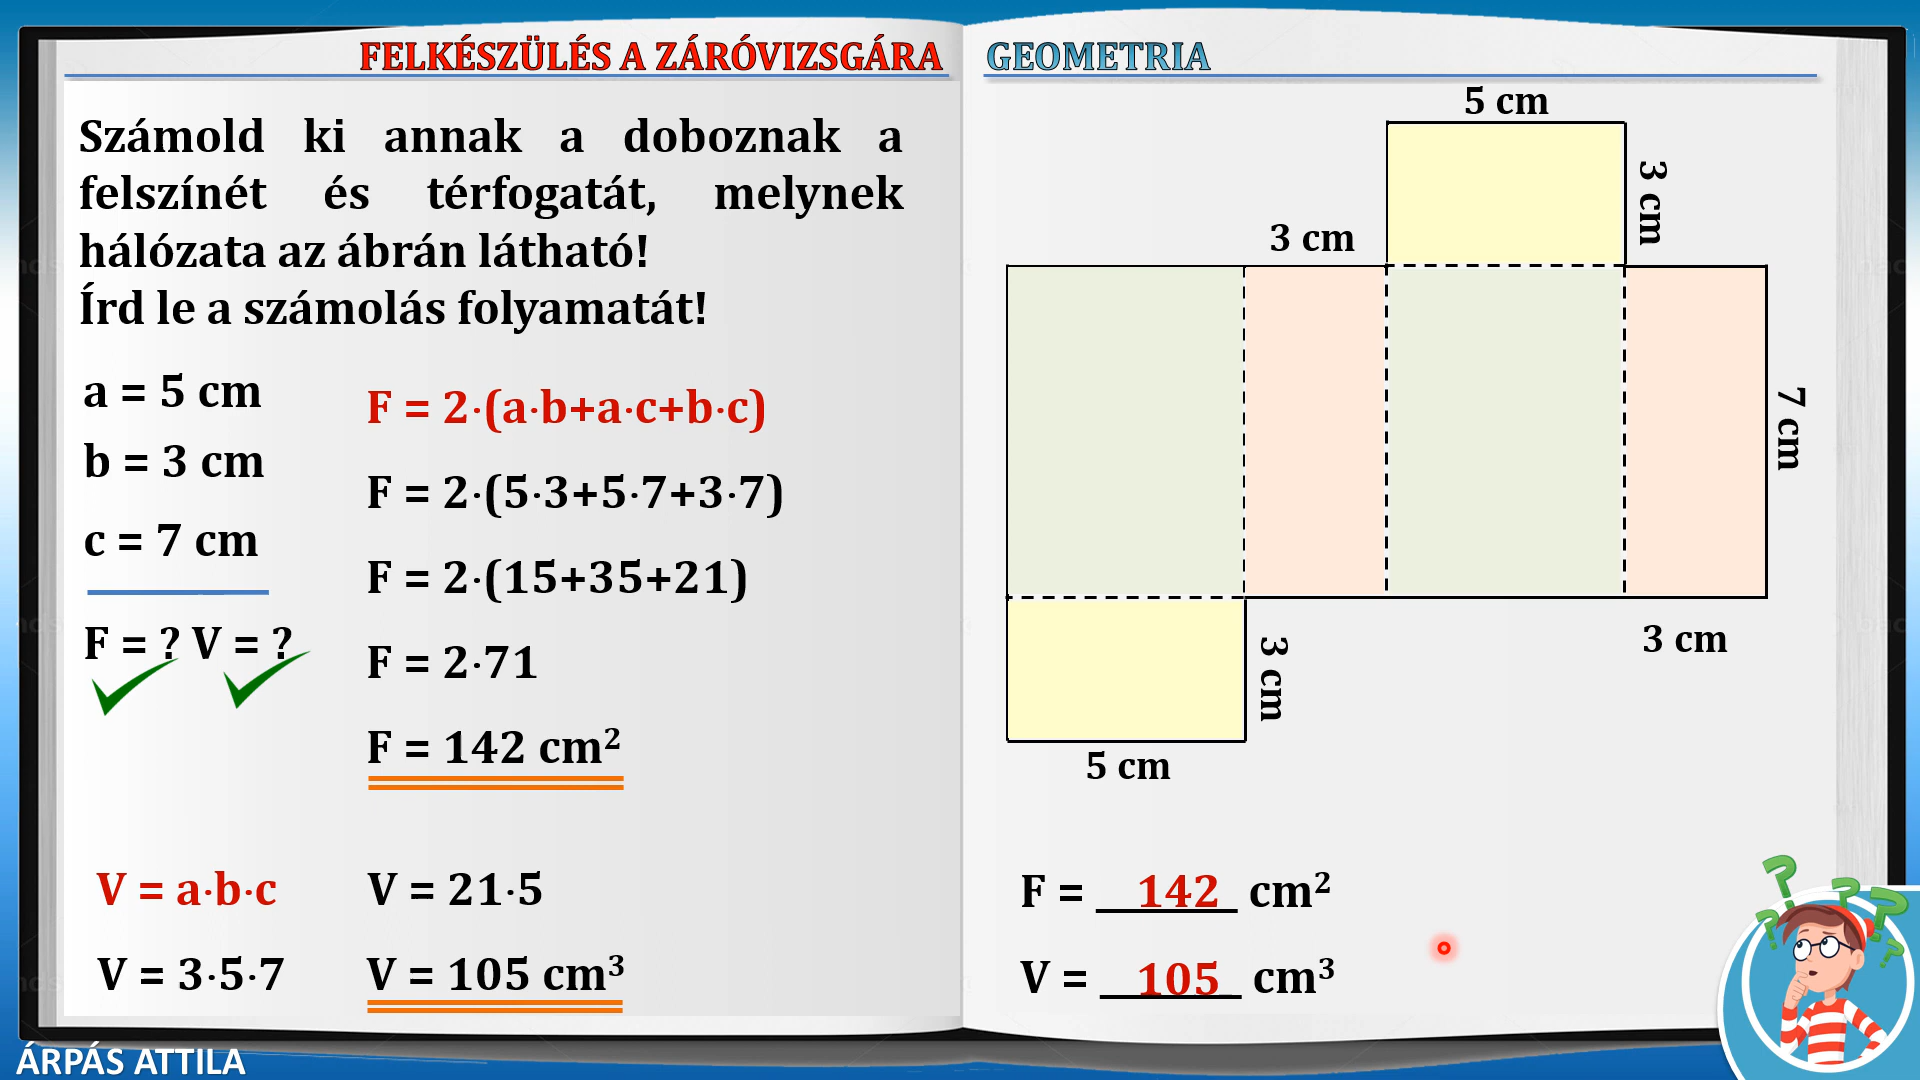 FELKÉSZÜLÉS A ZÁRÓVIZSGÁRA
Számold ki annak a doboznak a
felszínét és térfogatát, melynek
hálózata az ábrán látható!
Írd le a számolás folyamatát!
a = 5 cm
b = 3 cm
c = 7 cm
F = ? V = ?
F = 2·(a·b+a·c+b·c)
F = 2·(5·3+5·7+3·7)
F = 2·(15+35+21)
F = 2·71
F = 142 cm²
V = a·b·c
V = 3·5·7
V = 21·5
V = 105 cm³
GEOMETRIA
5 cm
3 cm
3 cm
7 cm
3 cm
3 cm
5 cm
F = 142 cm²
V = 105 cm³
ÁRPÁS ATTILA